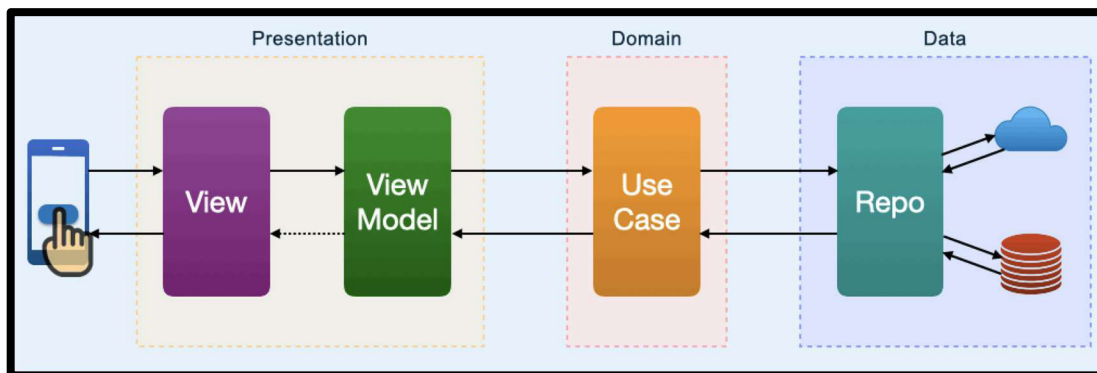 Presentation
Domain
Data
View
View
Model
Use
Case
Repo